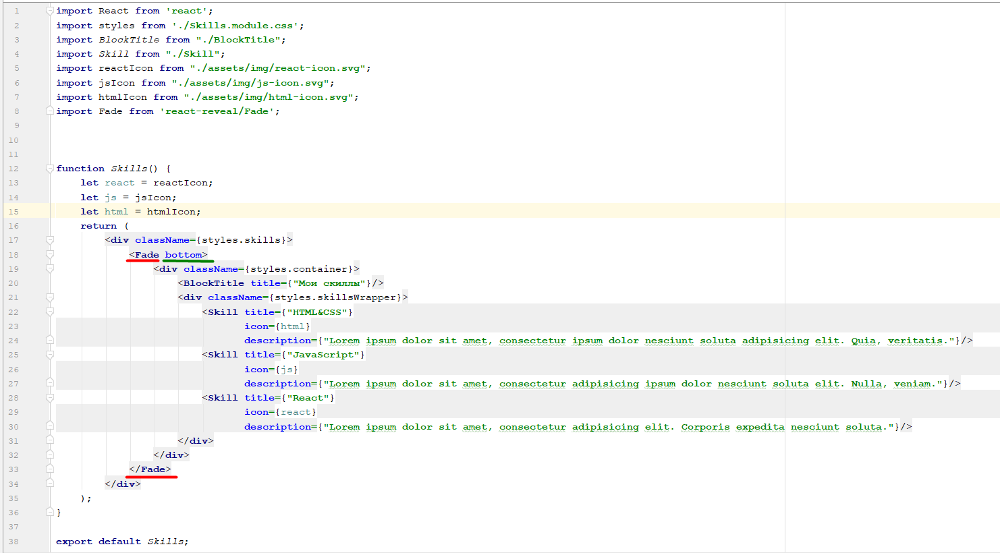 1 import React from 'react';
2 import styles from './Skills.module.css';
3 import BlockTitle from "./BlockTitle";
4 import Skill from "./Skill";
5 import reactIcon from "./assets/img/react-icon.svg";
6 import jsIcon from "./assets/img/js-icon.svg";
7 import htmlIcon from "./assets/img/html-icon.svg";
8 import Fade from 'react-reveal/Fade';
9
10
11
12 function Skills() {
13     let react = reactIcon;
14     let js = jsIcon;
15     let html = htmlIcon;
16     return (
17         <div className={styles.skills}>
18             <Fade bottom>
19                 <div className={styles.container}>
20                     <BlockTitle title={"Мои скиллы"}/>
21                     <div className={styles.skillsWrapper}>
22                         <Skill title={"HTML&CSS"}
23                                icon={html}
24                                description={"Lorem ipsum dolor sit amet, consectetur ipsum dolor nesciunt soluta adipisicing elit. Quia, veritatis."}/>
25                         <Skill title={"JavaScript"}
26                                icon={js}
27                                description={"Lorem ipsum dolor sit amet, consectetur adipisicing ipsum dolor nesciunt soluta elit. Nulla, veniam."}/>
28                         <Skill title={"React"}
29                                icon={react}
30                                description={"Lorem ipsum dolor sit amet, consectetur adipisicing elit. Corporis expedita nesciunt soluta."}/>
31                     </div>
32                 </div>
33             </Fade>
34         </div>
35     );
36 }
37
38 export default Skills;